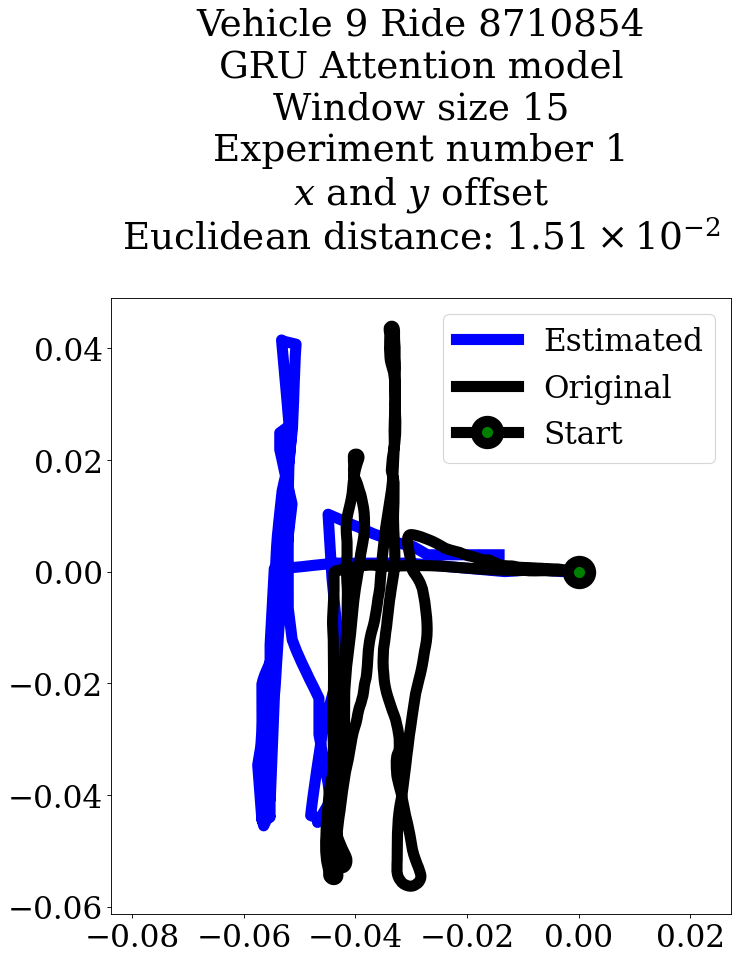 Vehicle 9 Ride 8710854
GRU Attention model
Window size 15
Experiment number 1
x and y offset
Euclidean distance: 1.51 × 10⁻²
Estimated
Original
Start
0.04
0.02
0.00
−0.02
−0.04
−0.06
−0.08 −0.06 −0.04 −0.02 0.00 0.02